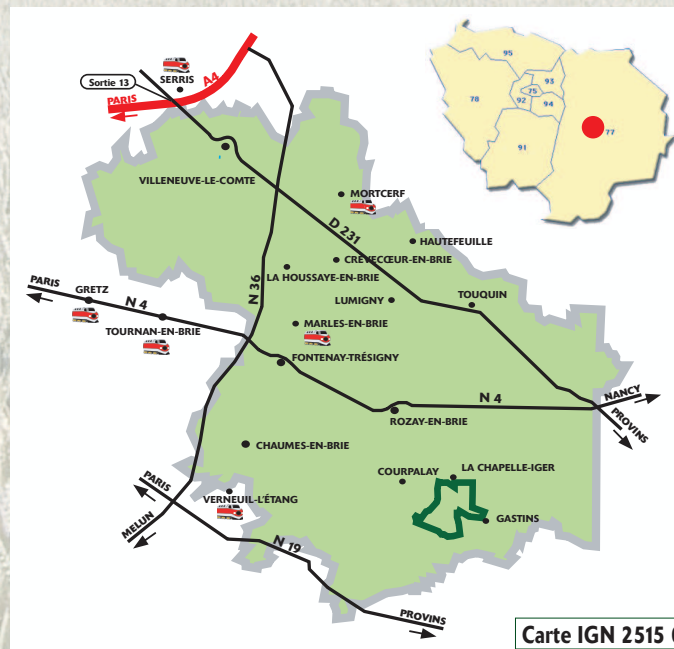 95
93
75
78
92
94
77
91
Sortie 13
SERRIS
A4
PARIS
VILLENEUVE-LE-COMTE
MORTCERF
D 231
HAUTEFEUILLE
CRÈVECŒUR-EN-BRIE
LA HOUSSAYE-EN-BRIE
N 36
PARIS
GRETZ
N 4
LUMIGNY
TOUQUIN
TOURNAN-EN-BRIE
MARLES-EN-BRIE
FONTENAY-TRÉSIGNY
NANCY
N 4
PROVINS
ROZAY-EN-BRIE
CHAUMES-EN-BRIE
COURPALAY
LA CHAPELLE-IGER
PARIS
VERNEUIL-L'ÉTANG
GASTINS
MELUN
N 19
PROVINS
Carte IGN 2515